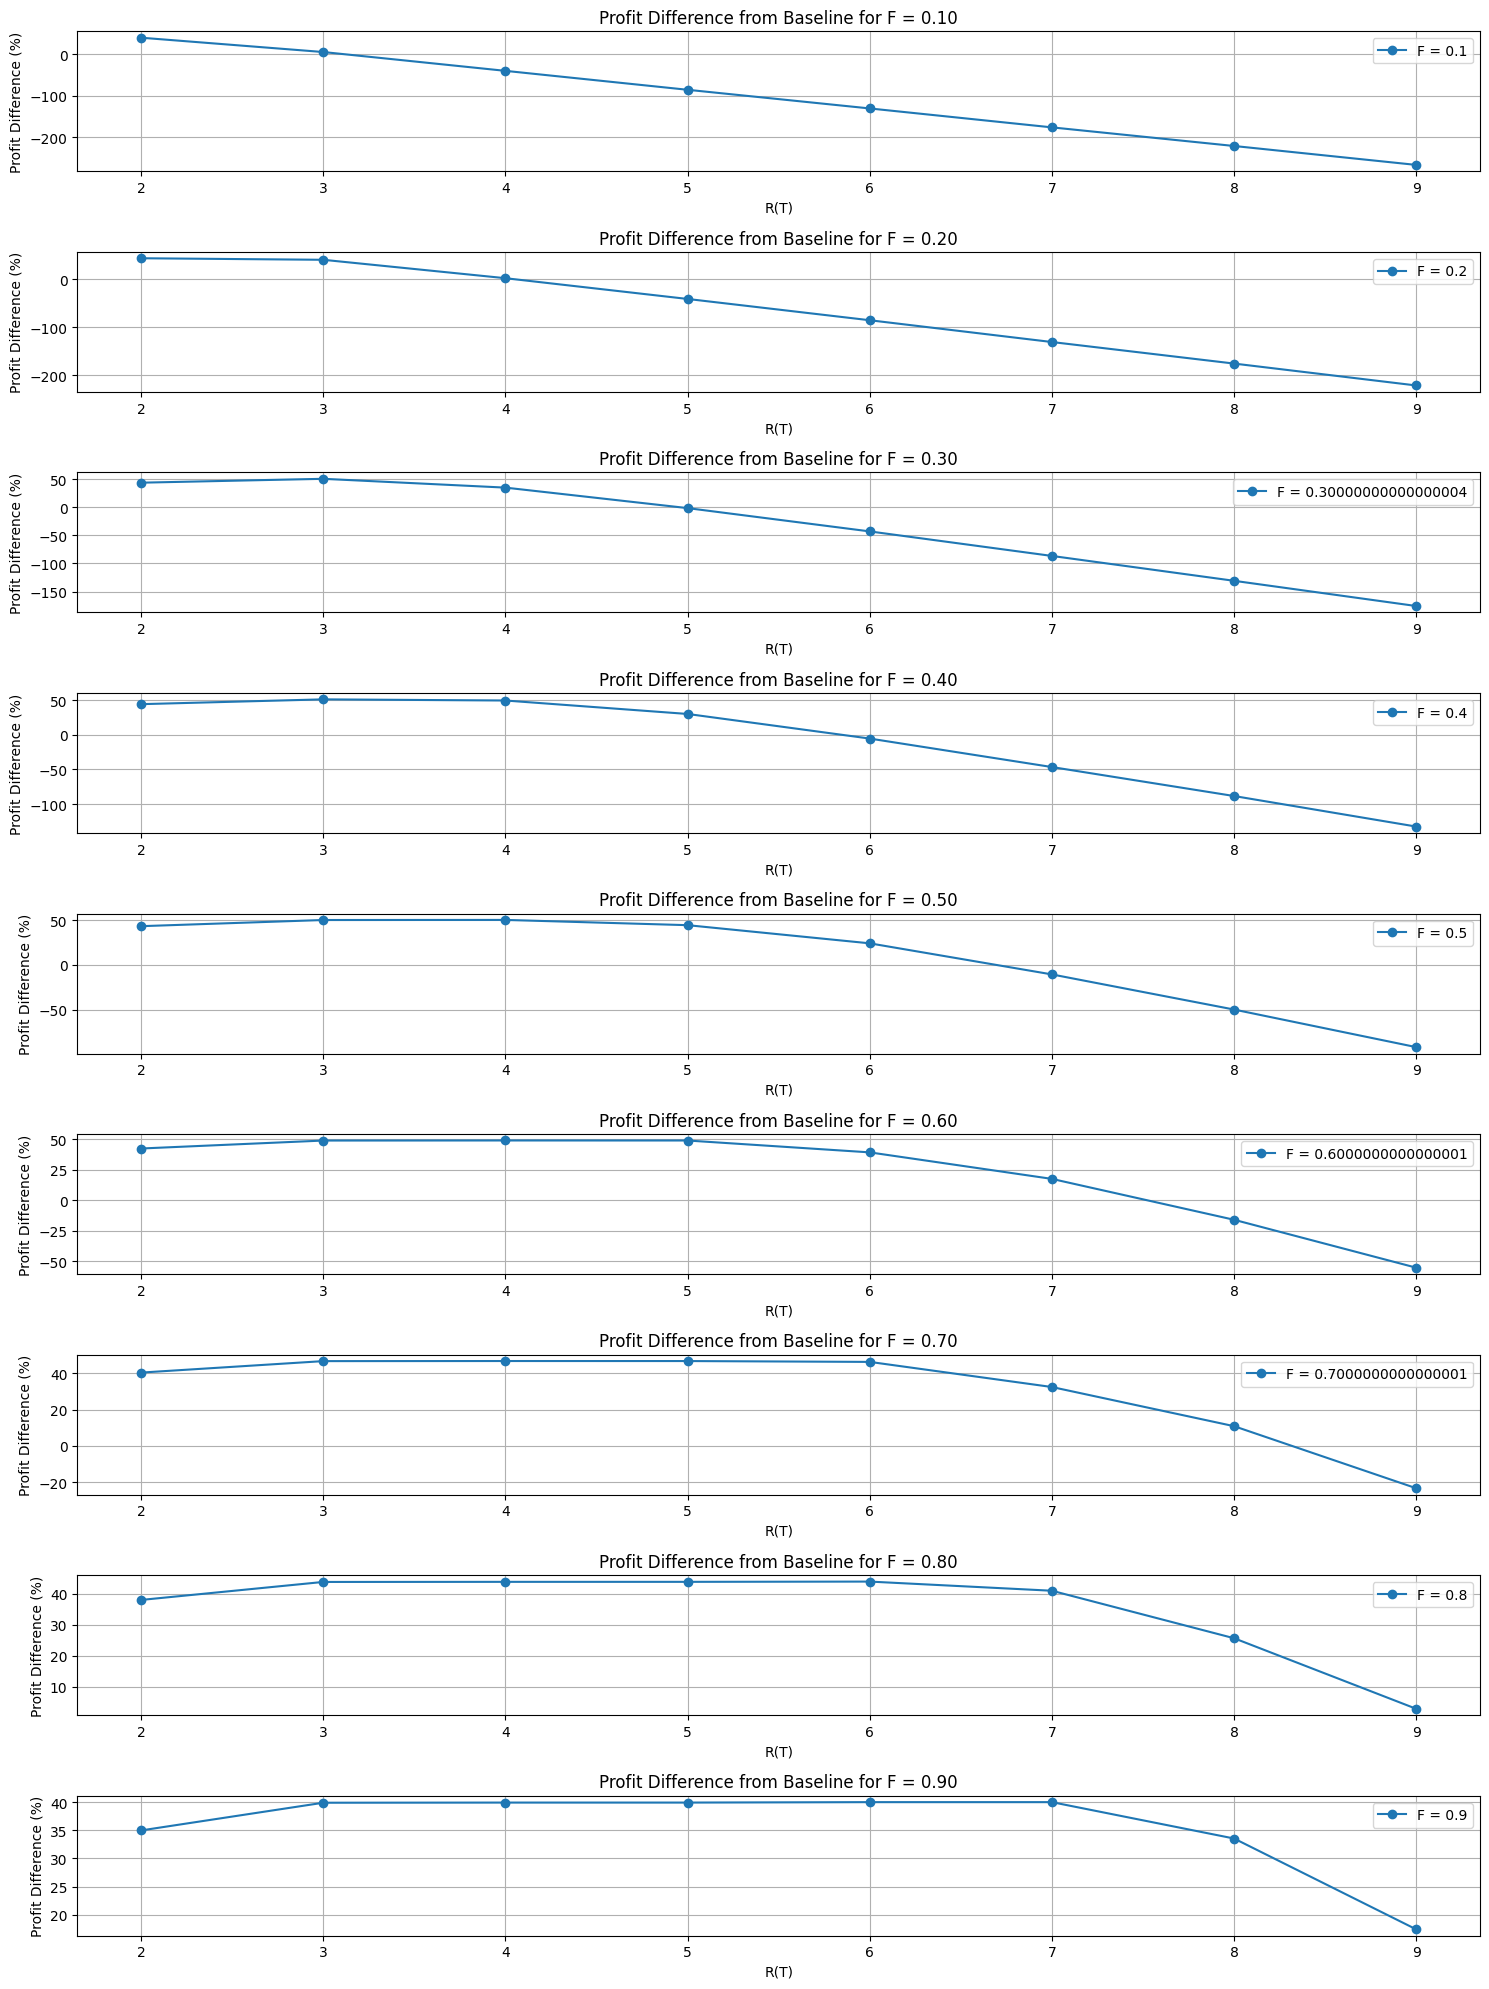 Profit Difference from Baseline for F = 0.10
Profit Difference (%)
0
−100
−200
F = 0.1
2 3 4 5 6 7 8 9
R(T)
Profit Difference from Baseline for F = 0.20
Profit Difference (%)
0
−100
−200
F = 0.2
2 3 4 5 6 7 8 9
R(T)
Profit Difference from Baseline for F = 0.30
Profit Difference (%)
50
0
−50
−100
−150
F = 0.30000000000000004
2 3 4 5 6 7 8 9
R(T)
Profit Difference from Baseline for F = 0.40
Profit Difference (%)
50
0
−50
−100
F = 0.4
2 3 4 5 6 7 8 9
R(T)
Profit Difference from Baseline for F = 0.50
Profit Difference (%)
50
0
−50
F = 0.5
2 3 4 5 6 7 8 9
R(T)
Profit Difference from Baseline for F = 0.60
Profit Difference (%)
50
25
0
−25
−50
F = 0.6000000000000001
2 3 4 5 6 7 8 9
R(T)
Profit Difference from Baseline for F = 0.70
Profit Difference (%)
40
20
0
−20
F = 0.7000000000000001
2 3 4 5 6 7 8 9
R(T)
Profit Difference from Baseline for F = 0.80
Profit Difference (%)
40
30
20
10
F = 0.8
2 3 4 5 6 7 8 9
R(T)
Profit Difference from Baseline for F = 0.90
Profit Difference (%)
40
35
30
25
20
F = 0.9
2 3 4 5 6 7 8 9
R(T)